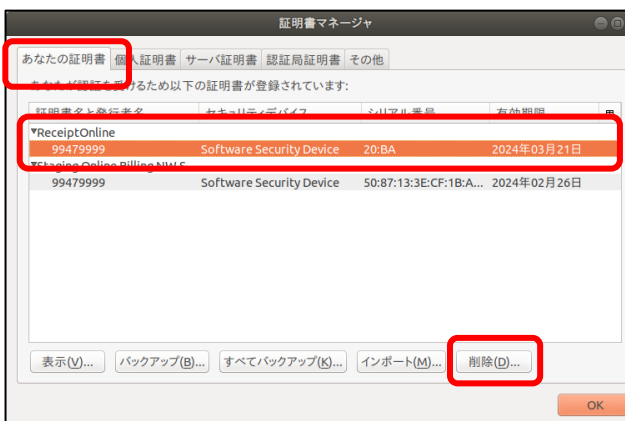 証明書マネージャ
あなたの証明書 個人証明書 サーバ証明書 認証局証明書 その他
あなたが認証を受けるため以下の証明書が登録されています:
証明書名と発行者名 セキュリティデバイス シリアル番号 有効期限
▼ReceiptOnline
99479999 Software Security Device 20:BA 2024年03月21日
▼Staging Online Billing NW S
99479999 Software Security Device 50:87:13:3E:CF:1B:A... 2024年02月26日
表示(V)... バックアップ(B)... すべてバックアップ(K)... インポート(M)... 削除(D)...
OK